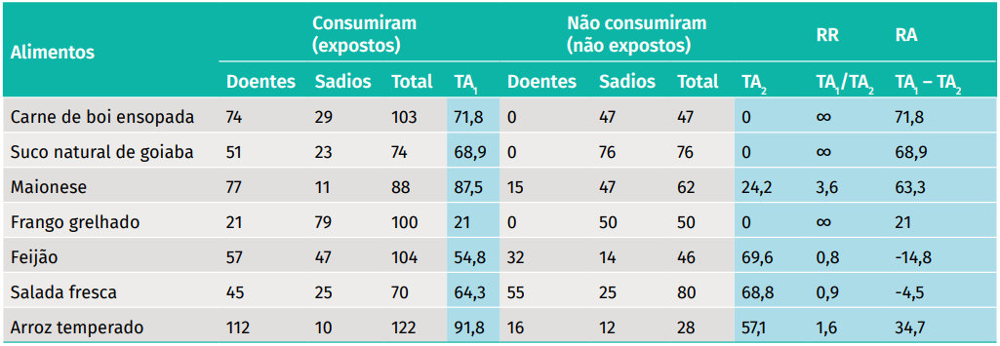 Alimentos
Consumiram
(expostos)
Não consumiram
(não expostos)
RR
RA
Doentes Sadios Total TA1 Doentes Sadios Total TA2 TA1/TA2 TA1 – TA2
Carne de boi ensopada 74 29 103 71,8 0 47 47 0 ∞ 71,8
Suco natural de goiaba 51 23 74 68,9 0 76 76 0 ∞ 68,9
Maionese 77 11 88 87,5 15 47 62 24,2 3,6 63,3
Frango grelhado 21 79 100 21 0 50 50 0 ∞ 21
Feijão 57 47 104 54,8 32 14 46 69,6 0,8 -14,8
Salada fresca 45 25 70 64,3 55 25 80 68,8 0,9 -4,5
Arroz temperado 112 10 122 91,8 16 12 28 57,1 1,6 34,7